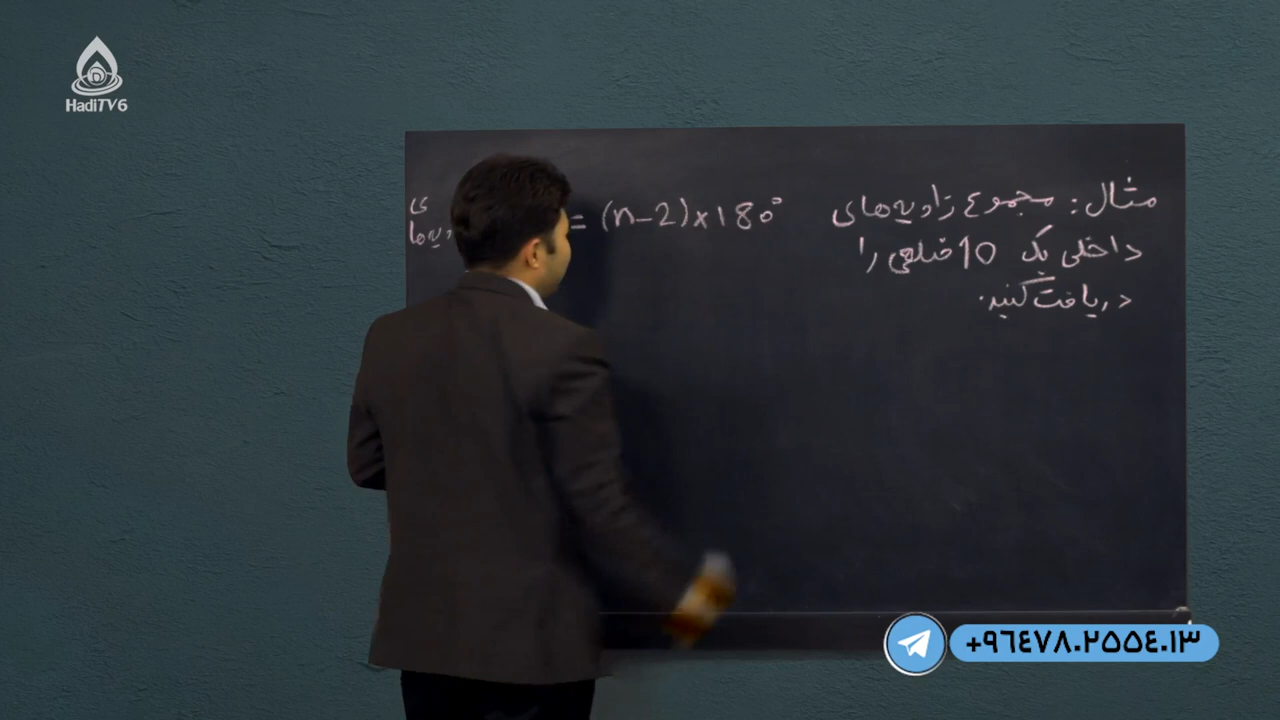 HadiTV6
مثال: مجموع زاویه‌های
داخلی یک 10 ضلعی را
دریافت کنید.
= (n-2)×180°
+٩٦٤٧٨٠٢٥٥٤٠١٣